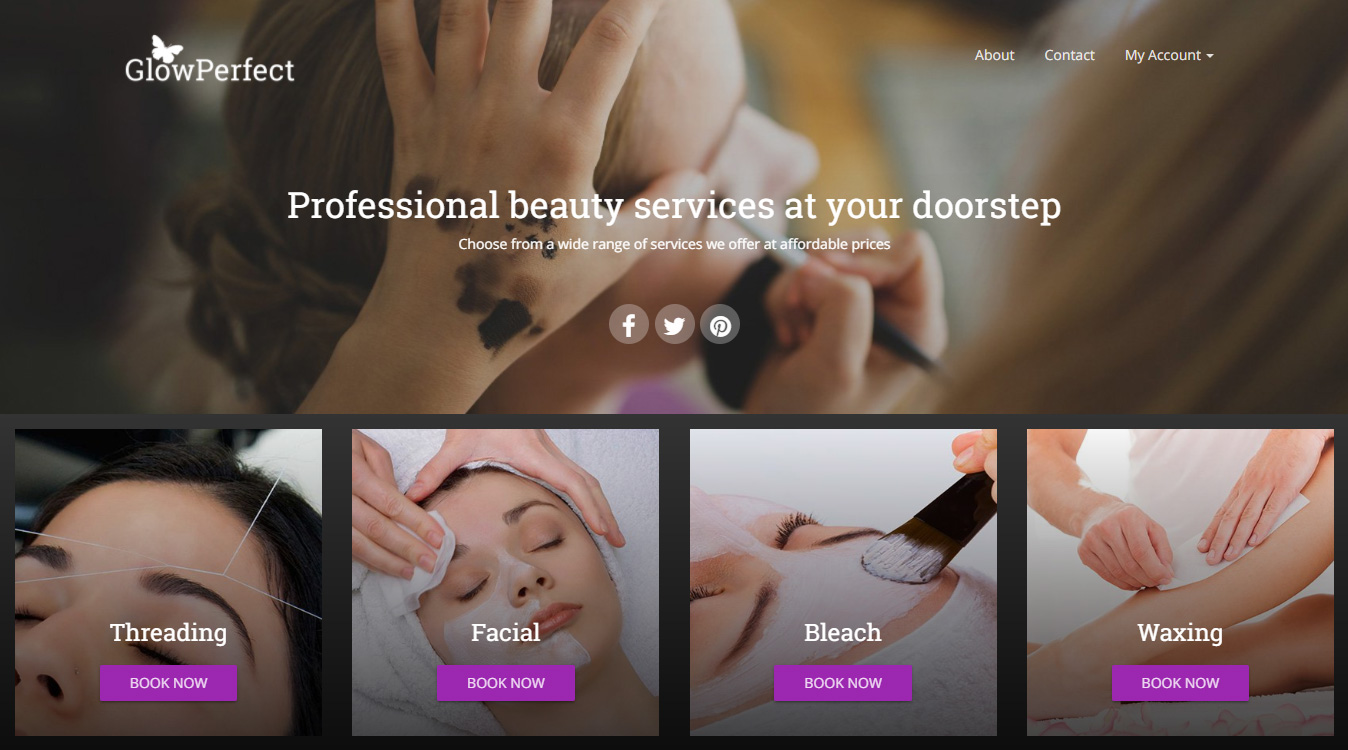 GlowPerfect
About
Contact
My Account
Professional beauty services at your doorstep
Choose from a wide range of services we offer at affordable prices
Threading
BOOK NOW
Facial
BOOK NOW
Bleach
BOOK NOW
Waxing
BOOK NOW